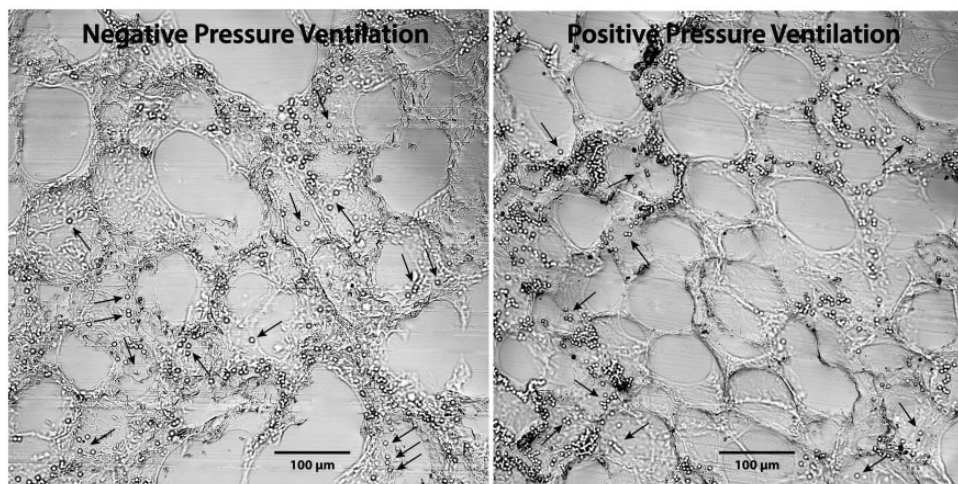 Negative Pressure Ventilation
Positive Pressure Ventilation
100 µm
100 µm